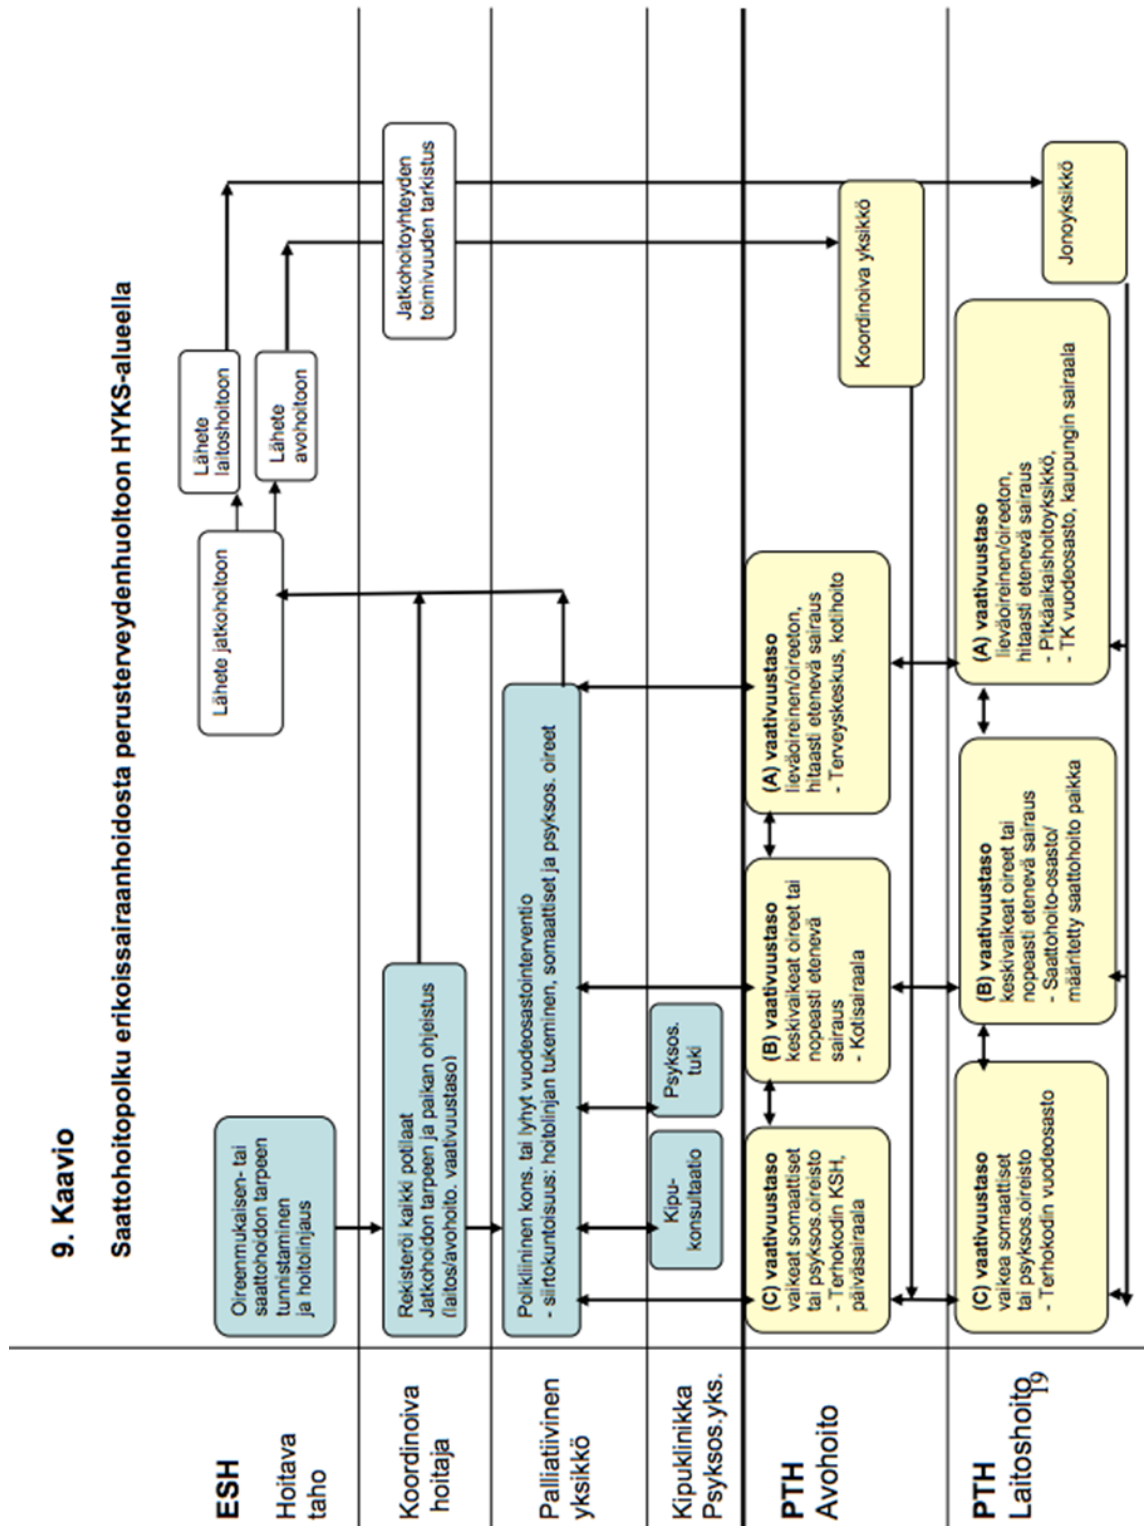 9. Kaavio
Saattohoitopolku erikoissairaanhoidosta perusterveydenhuoltoon HYKS-alueella
ESH
Hoitava
taho
Oireenmukaisen- tai
saattohoidon tarpeen
tunnistaminen
ja hoitolinjaus
Lähete jatkohoitoon
Lähete
laitoshoitoon
Lähete
avohoitoon
Koordinoiva
hoitaja
Rekisteröi kaikki potilaat
Jatkohoidon tarpeen ja paikan ohjeistus
(laitos/avohoito. vaativuustaso)
Jatkohoitoyhteyden
toimivuuden tarkistus
Palliatiivinen
yksikkö
Polikliininen kons. tai lyhyt vuodeosastointerventio
- siirtokuntoisuus: hoitolinjan tukeminen, somaattiset ja psyksos. oireet
Kipuklinikka
Psyksos.yks.
Kipu-
konsultaatio
Psyksos.
tuki
PTH
Avohoito
(C) vaativuustaso
vaikeat somaattiset
tai psyksos.oireisto
- Terhokodin KSH,
päiväsairaala
(B) vaativuustaso
keskivaikeat oireet tai
nopeasti etenevä
sairaus
- Kotisairaala
(A) vaativuustaso
lieväoireinen/oireeton,
hitaasti etenevä sairaus
- Terveyskeskus, kotihoito
Koordinoiva yksikkö
PTH
Laitoshoito
19
(C) vaativuustaso
vaikea somaattiset
tai psyksos.oireisto
- Terhokodin vuodeosasto
(B) vaativuustaso
keskivaikeat oireet tai
nopeasti etenevä sairaus
- Saattohoito-osasto/
määritetty saattohoito paikka
(A) vaativuustaso
lieväoireinen/oireeton,
hitaasti etenevä sairaus
- Pitkäaikaishoitoyksikkö,
- TK vuodeosasto, kaupungin sairaala
Jonoyksikkö